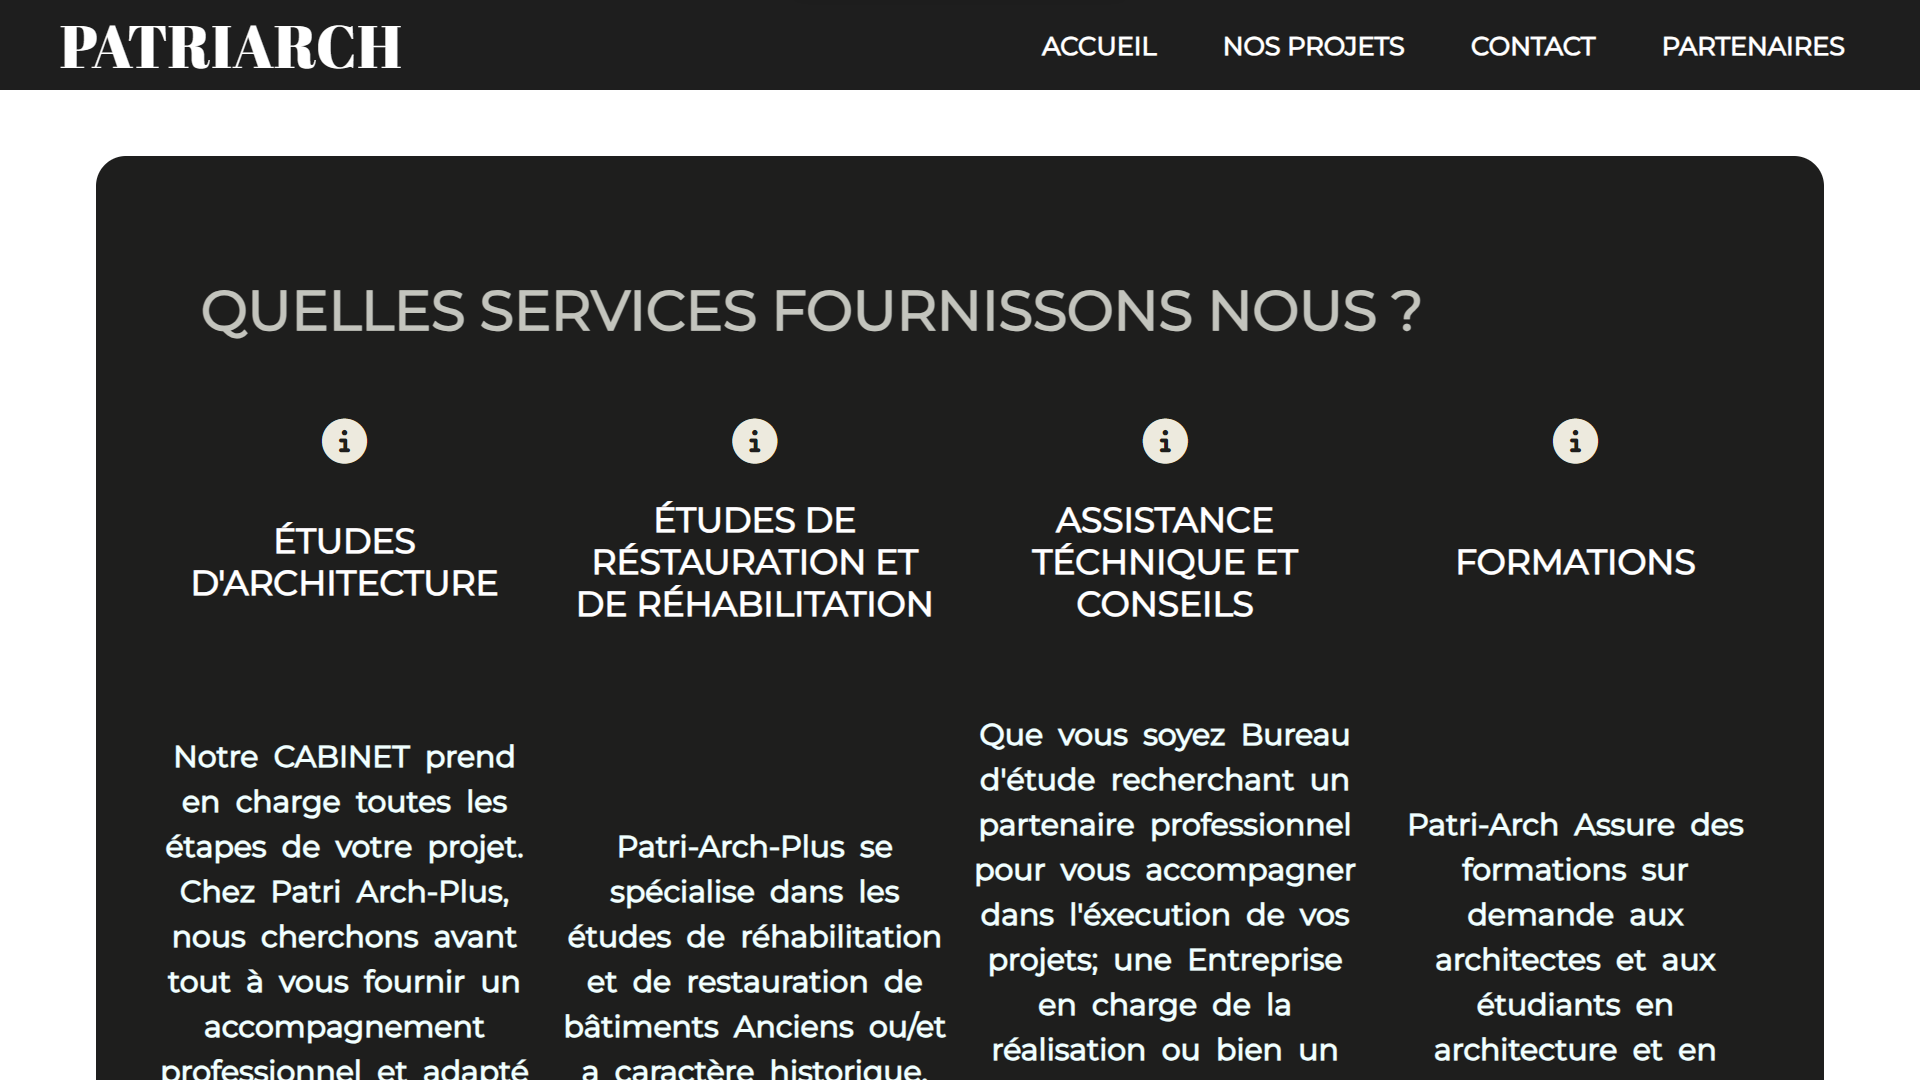 PATRIARCH
ACCUEIL
NOS PROJETS
CONTACT
PARTENAIRES
QUELLES SERVICES FOURNISSONS NOUS ?
ÉTUDES
D'ARCHITECTURE
Notre CABINET prend
en charge toutes les
étapes de votre projet.
Chez Patri Arch-Plus,
nous cherchons avant
tout à vous fournir un
accompagnement
professionnel et adapté
ÉTUDES DE
RÉSTAURATION ET
DE RÉHABILITATION
Patri-Arch-Plus se
spécialise dans les
études de réhabilitation
et de restauration de
bâtiments Anciens ou/et
a caractère historique.
ASSISTANCE
TÉCHNIQUE ET
CONSEILS
Que vous soyez Bureau
d'étude recherchant un
partenaire professionnel
pour vous accompagner
dans l'éxecution de vos
projets; une Entreprise
en charge de la
réalisation ou bien un
FORMATIONS
Patri-Arch Assure des
formations sur
demande aux
architectes et aux
étudiants en
architecture et en